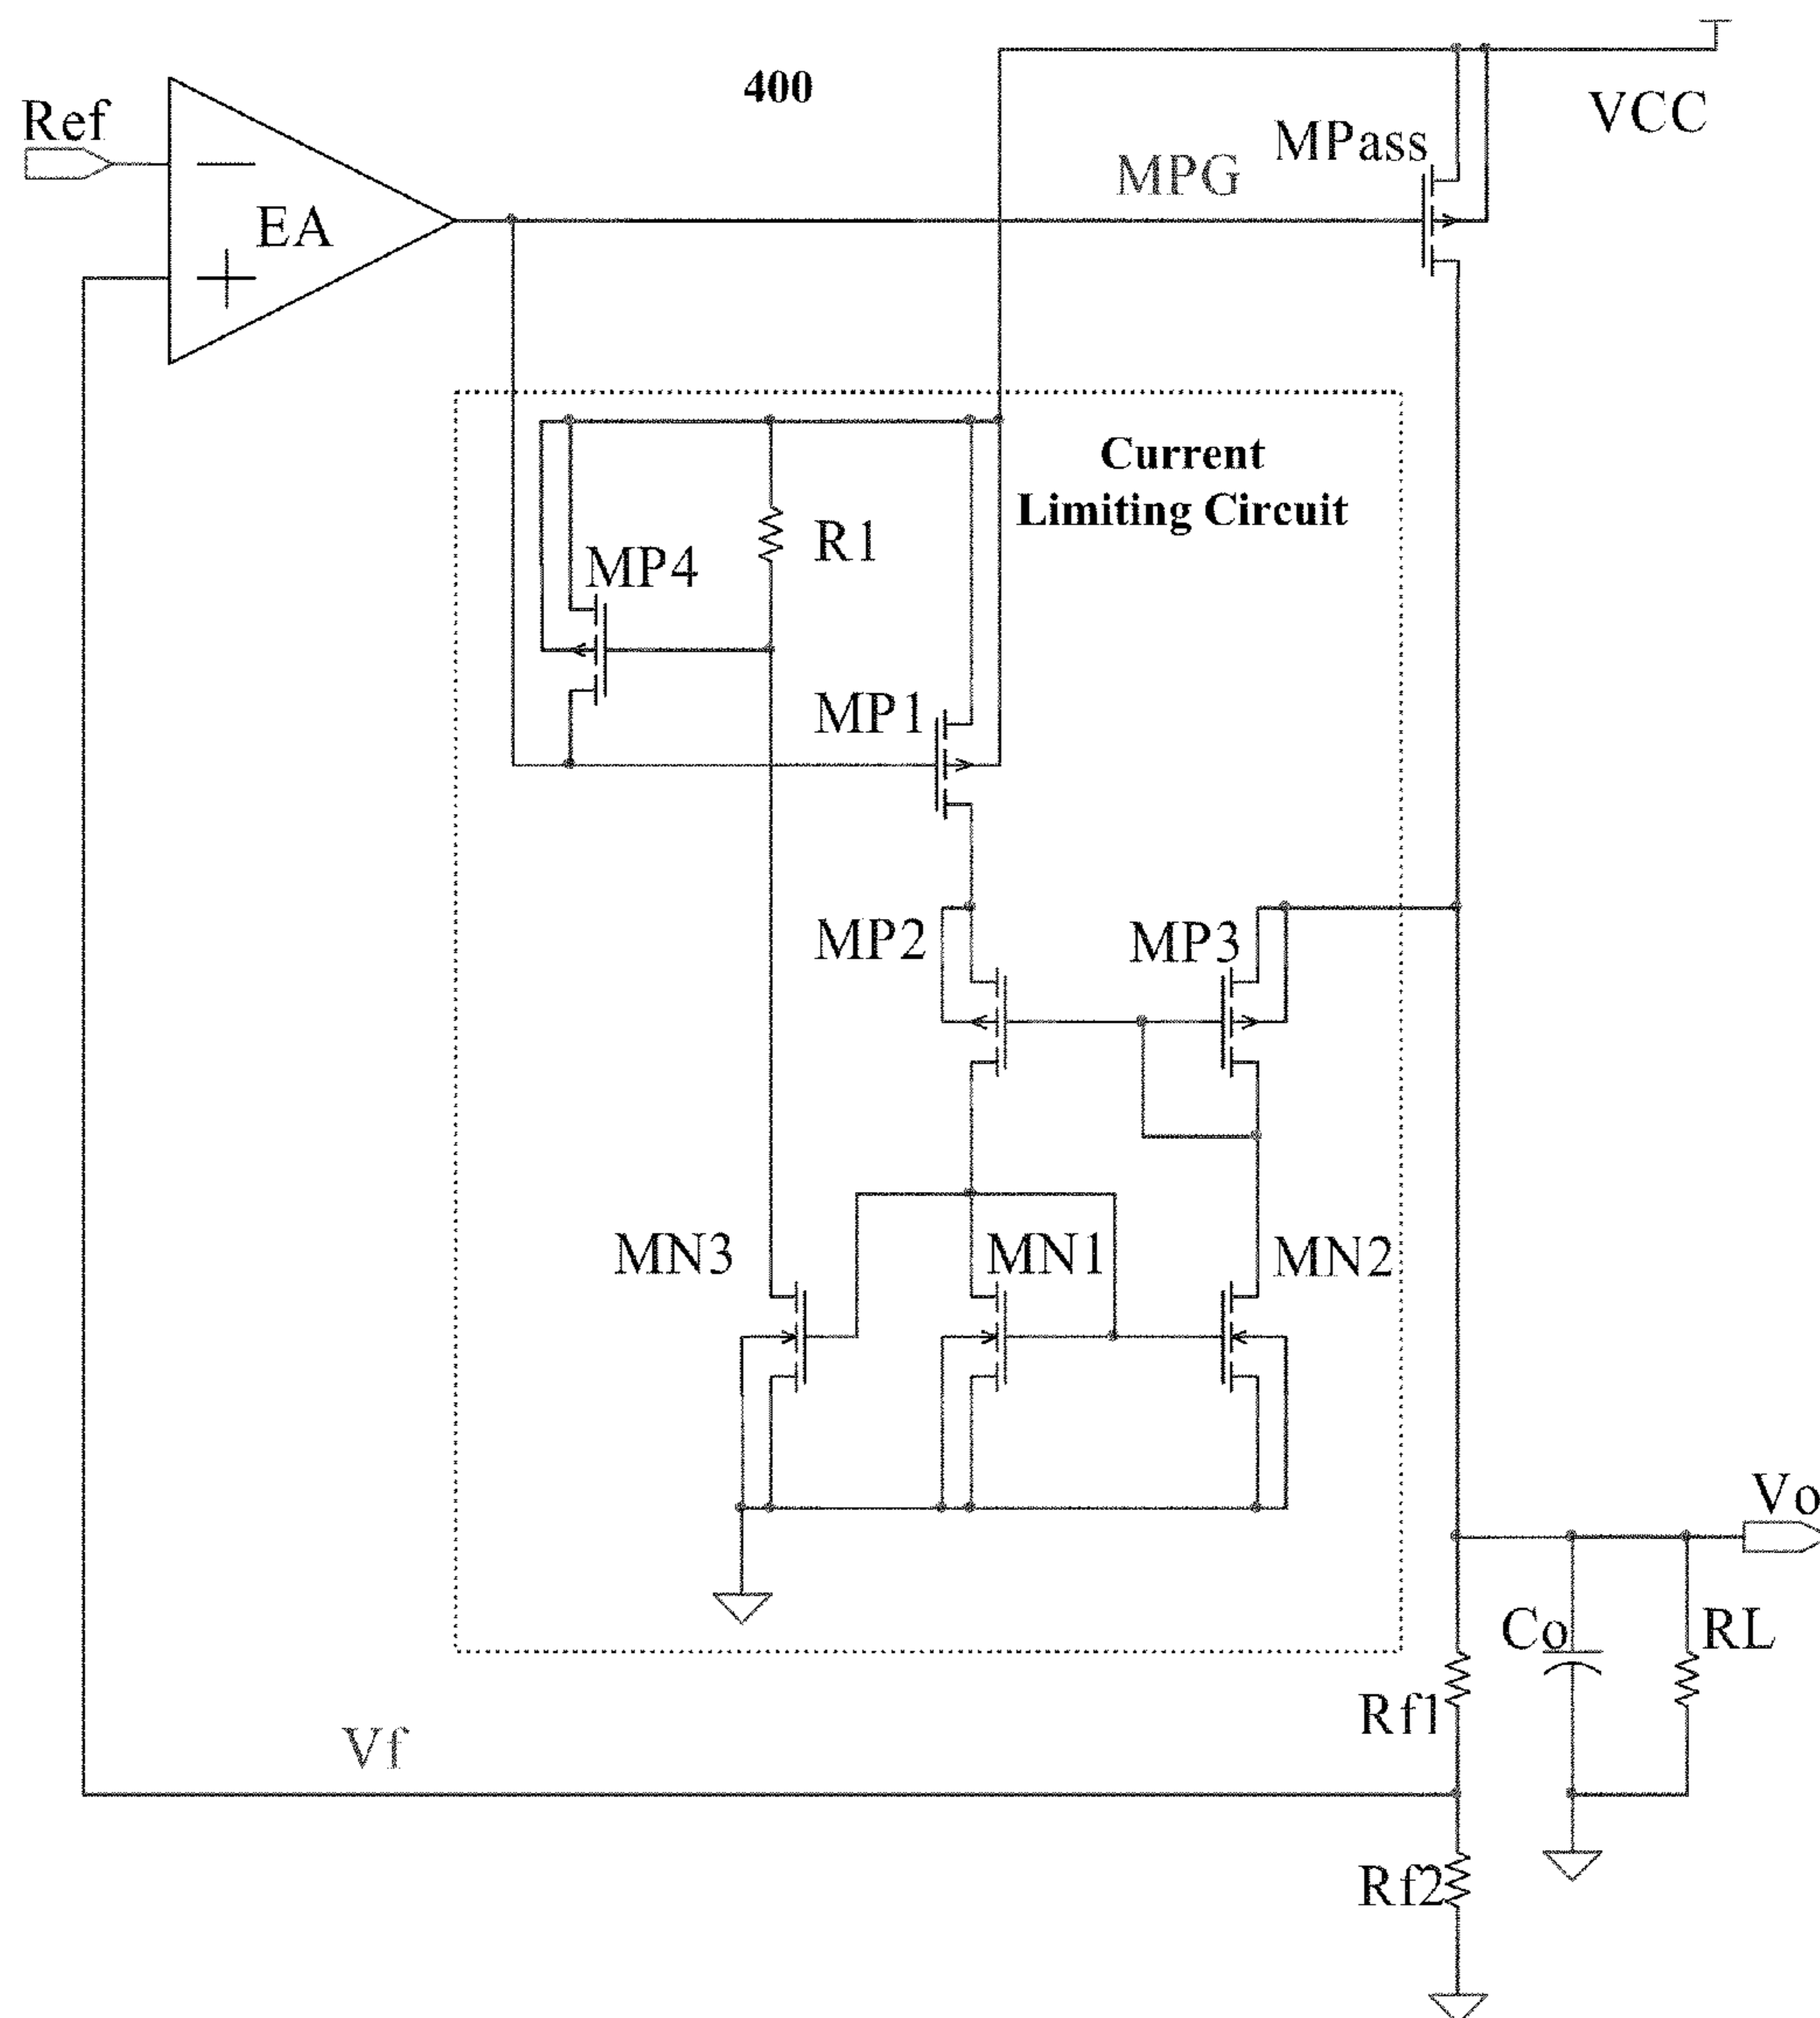 400
Ref
VCC
MPass
MPG
EA
−
+
Current
Limiting Circuit
R1
MP4
MP1
MP2
MP3
MN3
MN1
MN2
Vo
Co
RL
Rf1
Vf
Rf2